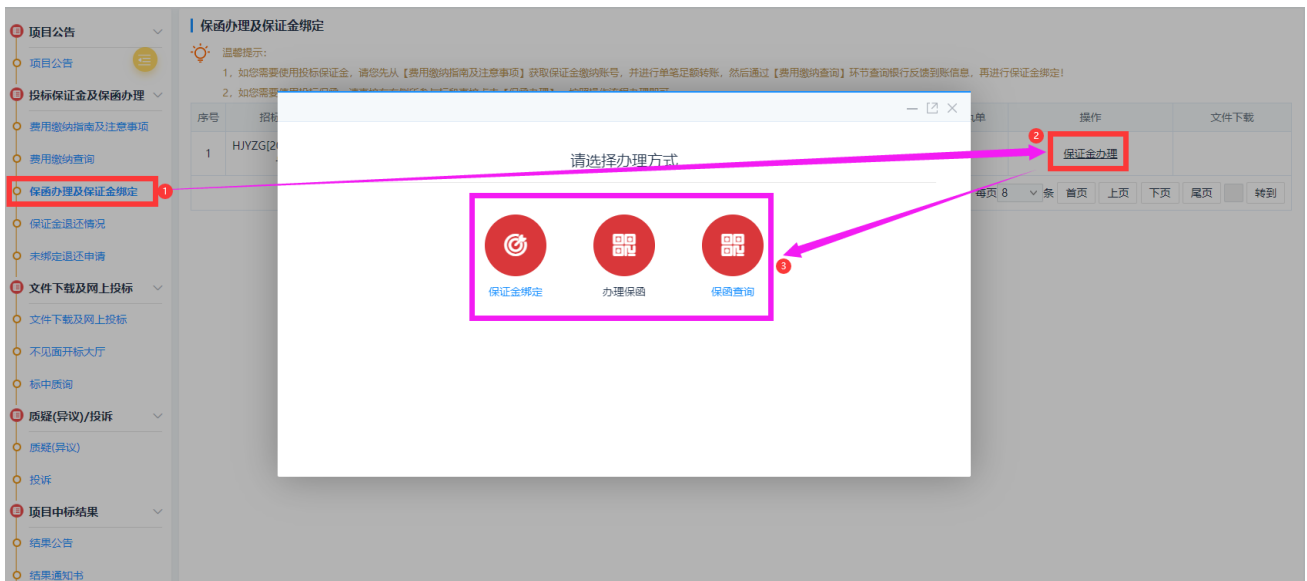 项目公告
项目公告
投标保证金及保函办理
费用缴纳指南及注意事项
费用缴纳查询
保函办理及保证金绑定
1
保证金退还情况
未绑定退还申请
文件下载及网上投标
文件下载及网上投标
不见面开标大厅
标中质询
质疑(异议)/投诉
质疑(异议)
投诉
项目中标结果
结果公告
结果通知书
保函办理及保证金绑定
温馨提示:
1，如您需要使用投标保证金，请您先从【费用缴纳指南及注意事项】获取保证金缴纳账号，并进行单笔足额转账，然后通过【费用缴纳查询】环节查询银行反馈到账信息，再进行保证金绑定!
2，如您需要
序号 招标 单 操作 文件下载
1 HJYZG[20 2 保证金办理
每页 8 条 首页 上页 下页 尾页 转到
请选择办理方式
3
保证金绑定 办理保函 保函查询